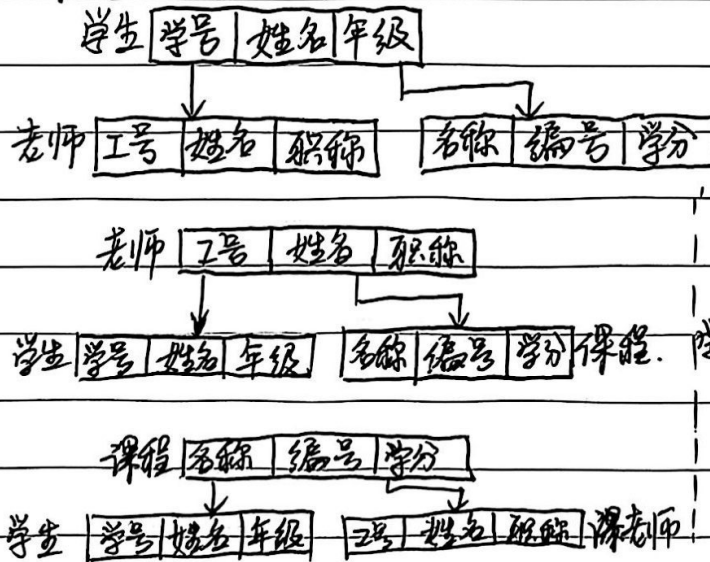 学生 学号 姓名 年级
老师 工号 姓名 职称 名称 编号 学分
老师 工号 姓名 职称
学生 学号 姓名 年级 名称 编号 学分 课程.
课程 名称 编号 学分
学生 学号 姓名 年级 工号 姓名 职称 老师